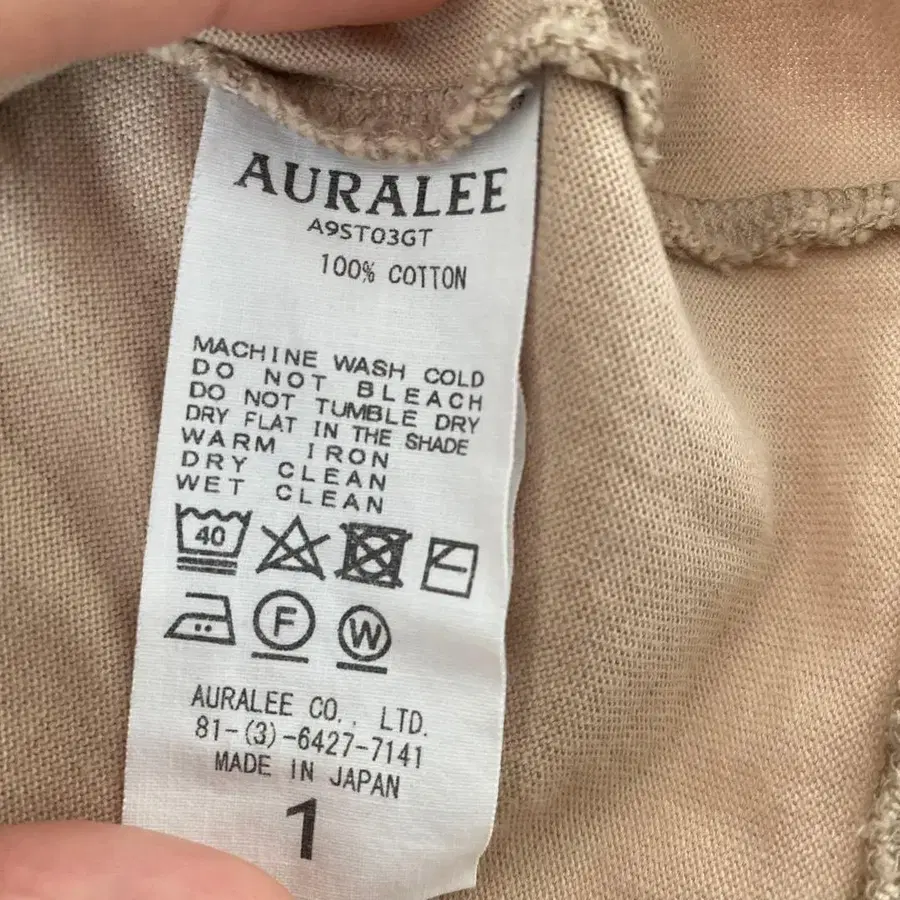 AURALEE
A9ST03GT
100% COTTON
MACHINE WASH COLD
DO NOT BLEACH
DO NOT TUMBLE DRY
DRY FLAT IN THE SHADE
WARM IRON
DRY CLEAN
WET CLEAN
40
F W
AURALEE CO., LTD.
81-(3)-6427-7141
MADE IN JAPAN
1